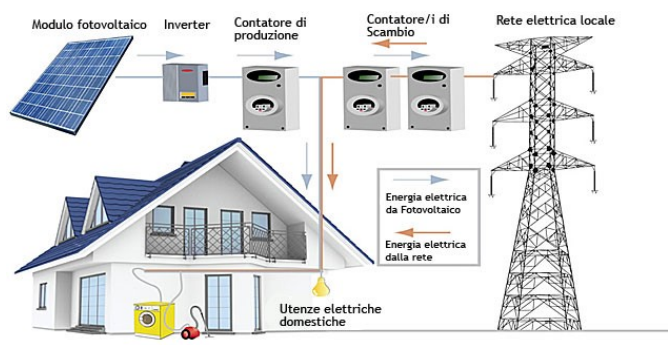 Modulo fotovoltaico
Inverter
Contatore di
produzione
Contatore/i di
Scambio
Rete elettrica locale
Energia elettrica
da Fotovoltaico
Energia elettrica
dalla rete
Utenze elettriche
domestiche